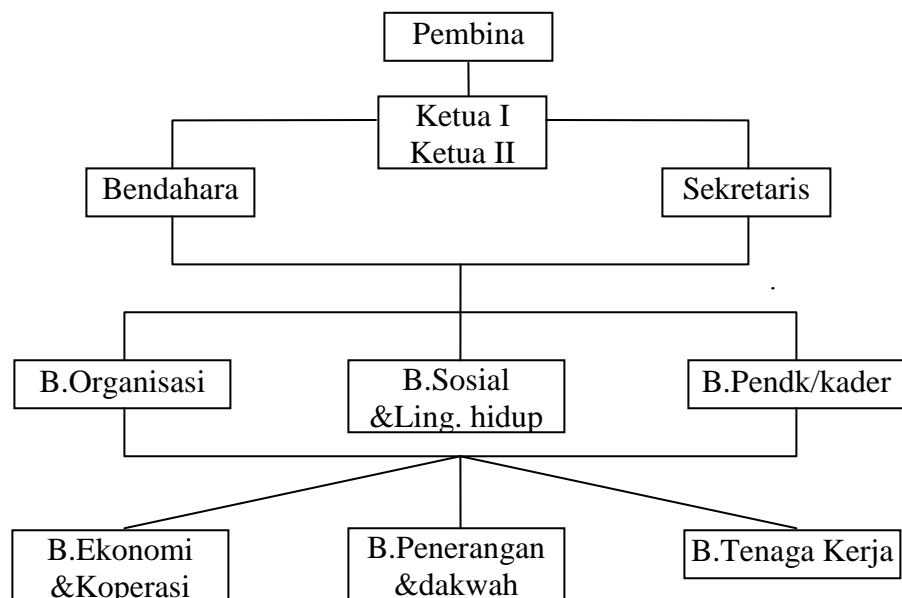 Pembina
Ketua I
Ketua II
Bendahara
Sekretaris
.
B.Organisasi
B.Sosial
&Ling. hidup
B.Pendk/kader
B.Ekonomi
&Koperasi
B.Penerangan
&dakwah
B.Tenaga Kerja